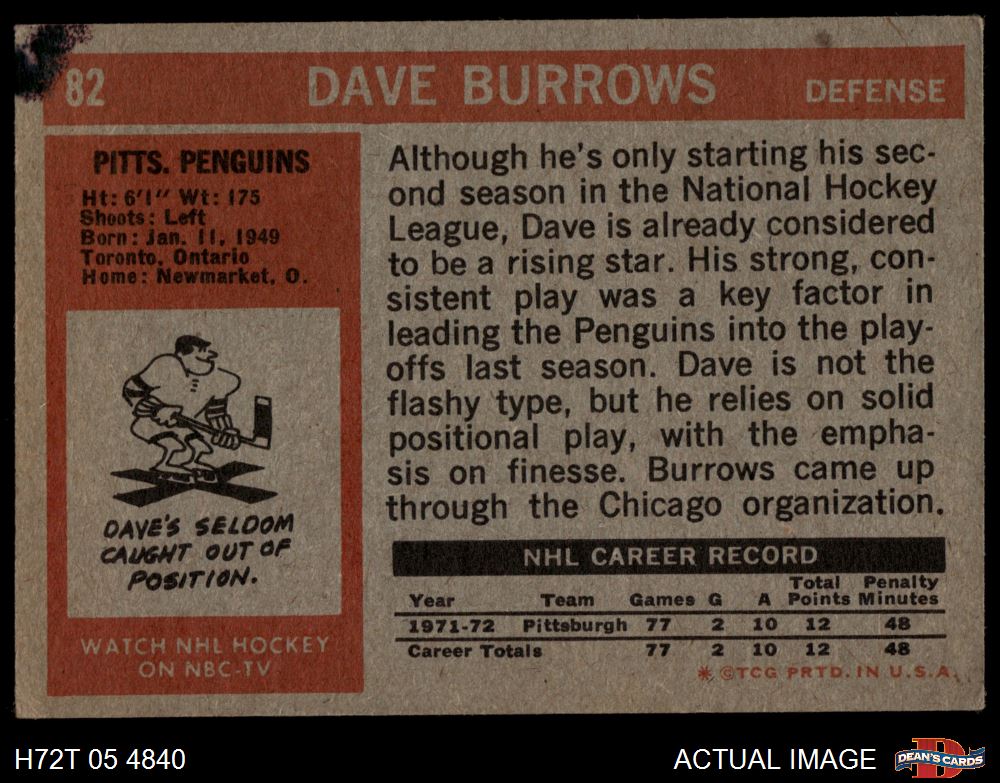 82 DAVE BURROWS DEFENSE
PITTS. PENGUINS
Ht: 6'1" Wt: 175
Shoots: Left
Born: Jan. 11, 1949
Toronto, Ontario
Home: Newmarket, O.
DAVE'S SELDOM
CAUGHT OUT OF
POSITION.
WATCH NHL HOCKEY
ON NBC-TV
Although he's only starting his sec-
ond season in the National Hockey
League, Dave is already considered
to be a rising star. His strong, con-
sistent play was a key factor in
leading the Penguins into the play-
offs last season. Dave is not the
flashy type, but he relies on solid
positional play, with the empha-
sis on finesse. Burrows came up
through the Chicago organization.
NHL CAREER RECORD
Year Team Games G A Total Points Penalty Minutes
1971-72 Pittsburgh 77 2 10 12 48
Career Totals 77 2 10 12 48
* ©TCG PRTD. IN U.S.A.
H72T 05 4840
ACTUAL IMAGE
DEAN'S CARDS